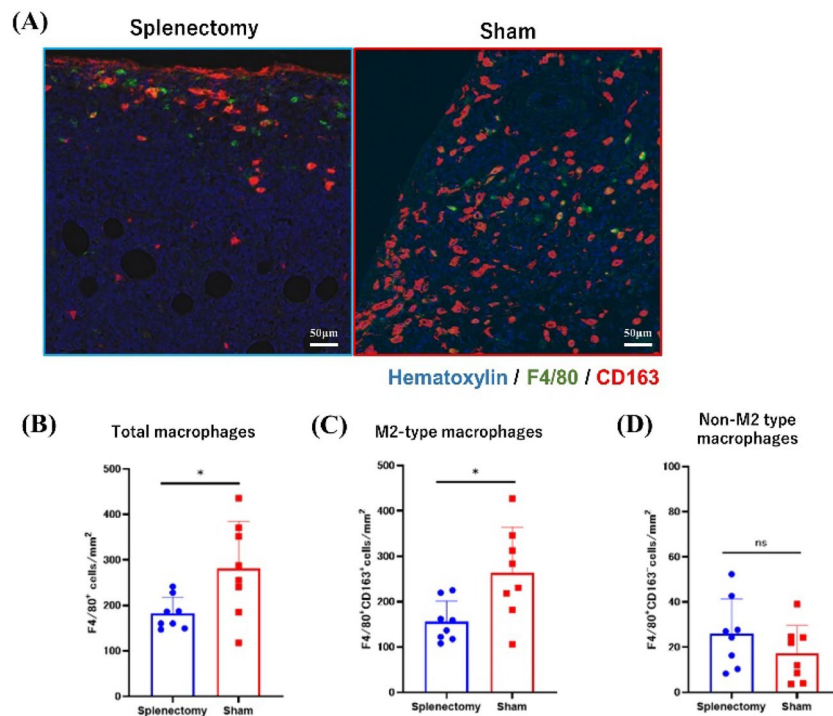 (A)
Splenectomy
Sham
50μm
50μm
Hematoxylin / F4/80 / CD163
(B)
Total macrophages
*
F4/80⁺ cells/mm²
500
400
300
200
100
0
Splenectomy
Sham
(C)
M2-type macrophages
*
F4/80⁺CD163⁺ cells/mm²
500
400
300
200
100
0
Splenectomy
Sham
(D)
Non-M2 type
macrophages
ns
F4/80⁺CD163⁻ cells/mm²
100
80
60
40
20
0
Splenectomy
Sham